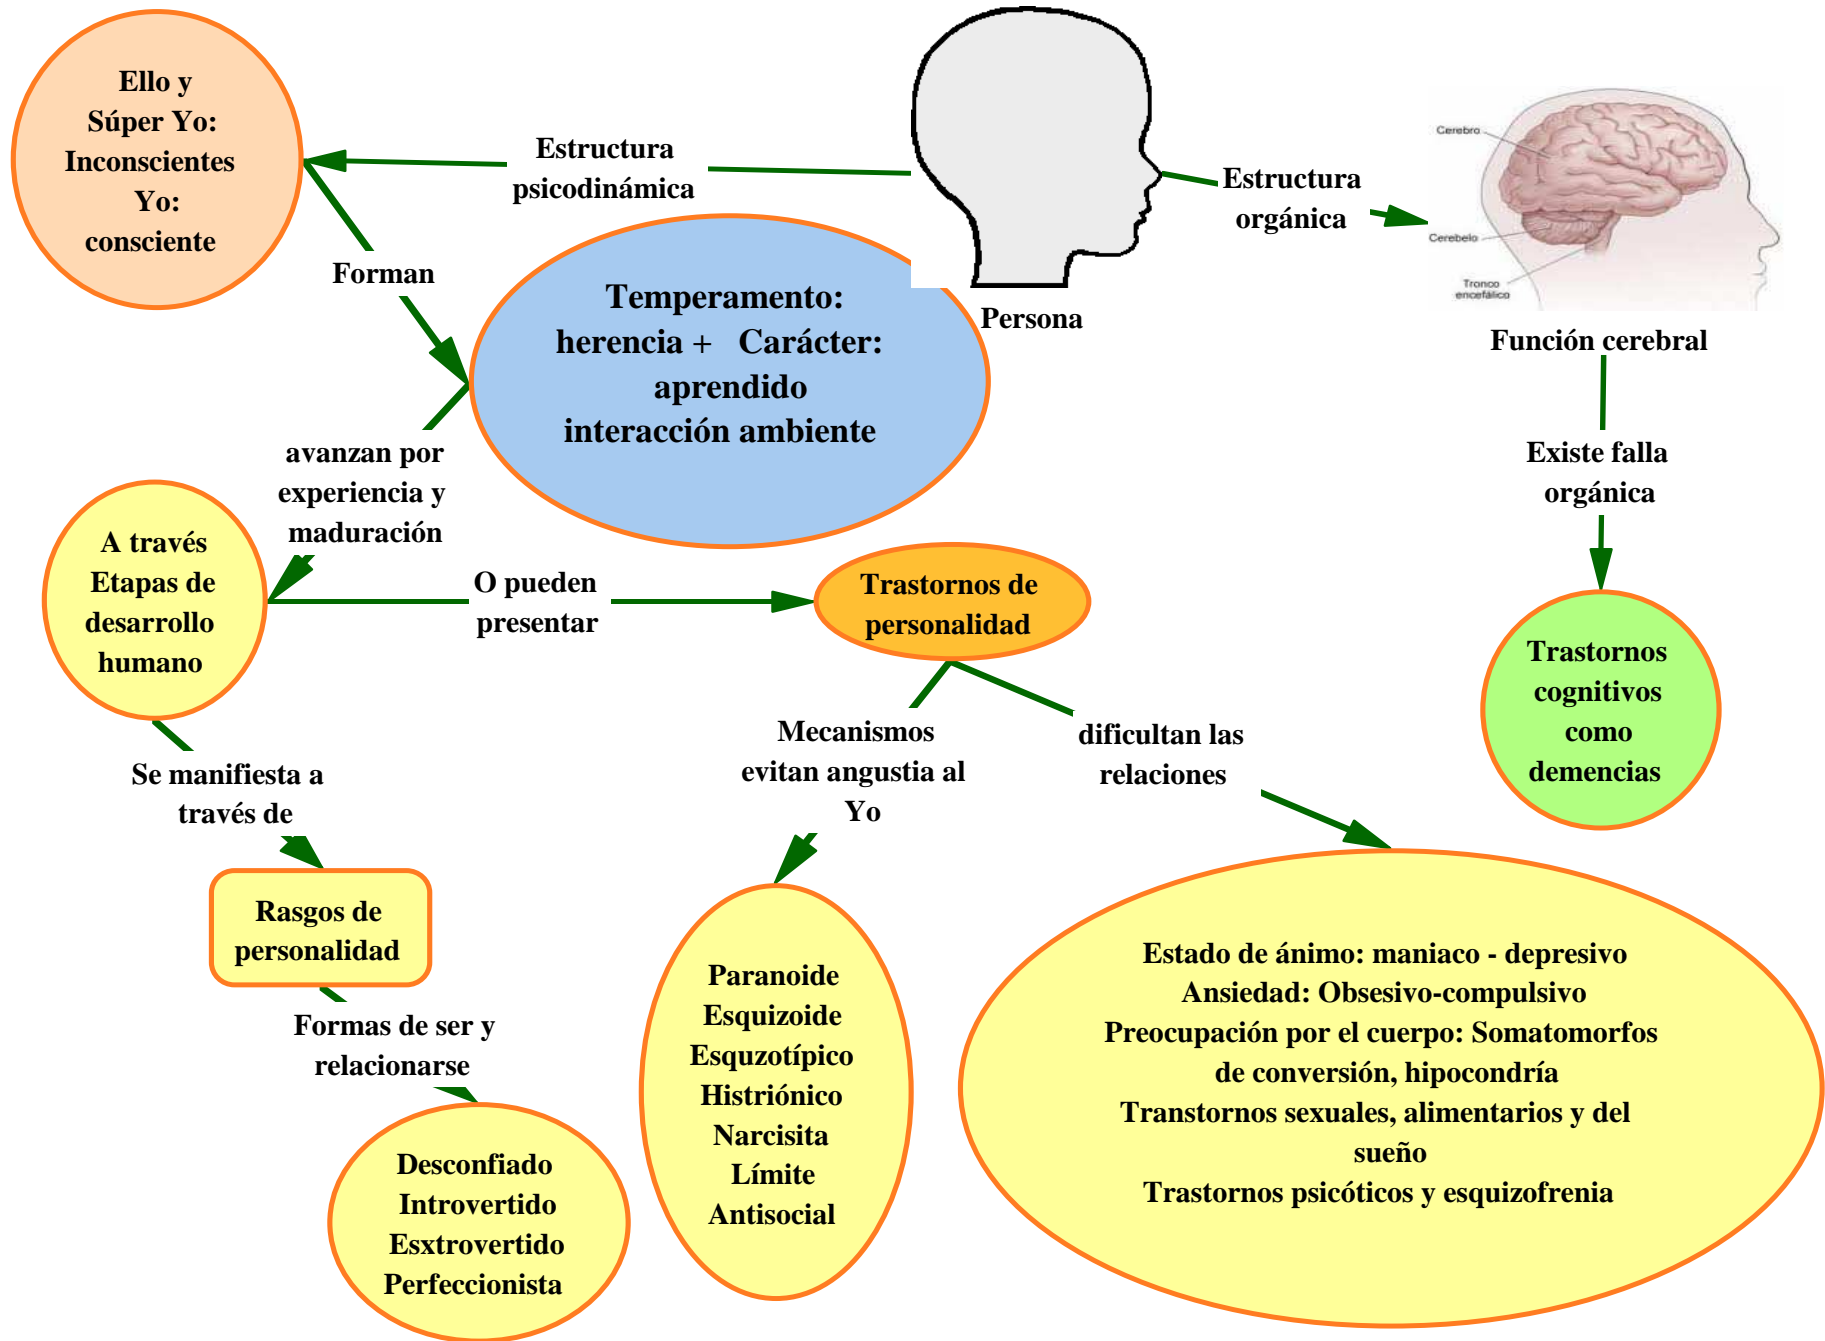 Ello y
Súper Yo:
Inconscientes
Yo:
consciente
Estructura
psicodinámica
Estructura
orgánica
Cerebro
Cerebelo
Tronco
encefálico
Forman
Temperamento:
herencia + Carácter:
aprendido
interacción ambiente
Persona
Función cerebral
avanzan por
experiencia y
maduración
Existe falla
orgánica
A través
Etapas de
desarrollo
humano
O pueden
presentar
Trastornos de
personalidad
Trastornos
cognitivos
como
demencias
Se manifiesta a
través de
Mecanismos
evitan angustia al
Yo
dificultan las
relaciones
Rasgos de
personalidad
Formas de ser y
relacionarse
Desconfiado
Introvertido
Esxtrovertido
Perfeccionista
Paranoide
Esquizoide
Esquzotípico
Histriónico
Narcisita
Límite
Antisocial
Estado de ánimo: maniaco - depresivo
Ansiedad: Obsesivo-compulsivo
Preocupación por el cuerpo: Somatomorfos
de conversión, hipocondría
Transtornos sexuales, alimentarios y del
sueño
Trastornos psicóticos y esquizofrenia